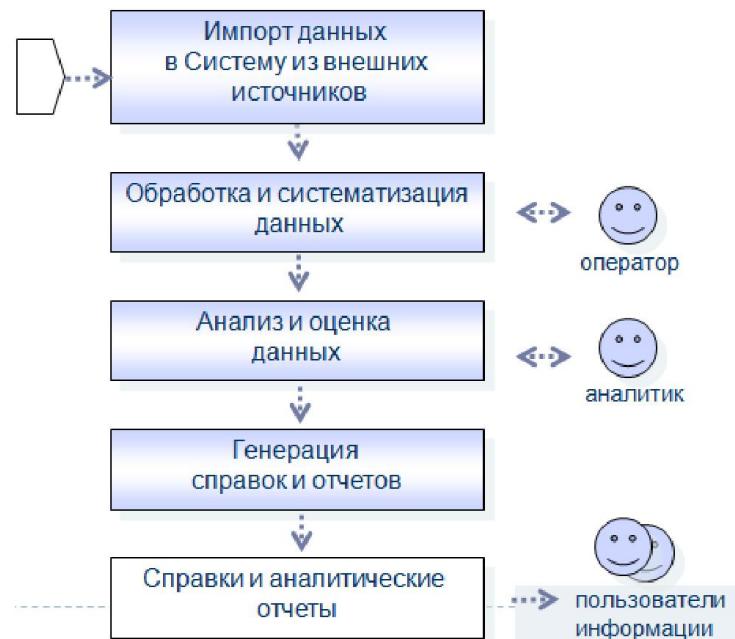 Импорт данных
в Систему из внешних
источников
Обработка и систематизация
данных
оператор
Анализ и оценка
данных
аналитик
Генерация
справок и отчетов
Справки и аналитические
отчеты
пользователи
информации